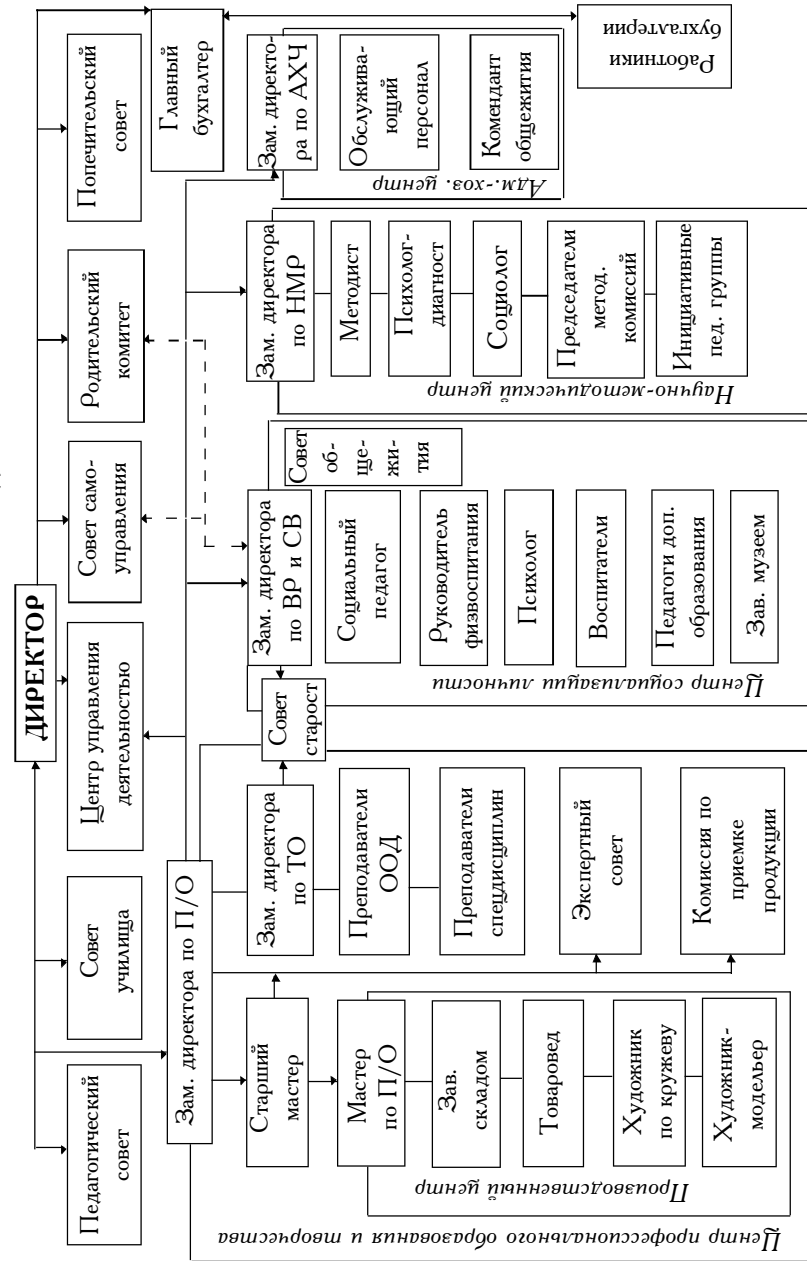 ДИРЕКТОР
Педагогический
совет
Совет
училища
Центр управления
деятельностью
Совет само-
управления
Родительский
комитет
Попечительский
совет
Главный
бухгалтер
Работники
бухгалтерии
Зам. директора по П/О
Старший
мастер
Мастер
по П/О
Зав.
складом
Товаровед
Художник
по кружеву
Художник-
модельер
Производственный центр
Центр профессионального образования и творчества
Зам. директора
по ТО
Преподаватели
ООД
Преподаватели
спецдисциплин
Экспертный
совет
Комиссия по
приемке
продукции
Совет
старост
Зам. директора
по ВР и СВ
Совет
об-
ще-
жи-
тия
Социальный
педагог
Руководитель
физвоспитания
Психолог
Воспитатели
Педагоги доп.
образования
Зав. музеем
Центр социализации личности
Зам. директора
по НМР
Методист
Психолог-
диагност
Социолог
Председатели
метод.
комиссий
Инициативные
пед. группы
Научно-методический центр
Зам. директо-
ра по АХЧ
Обслужива-
ющий
персонал
Комендант
общежития
Адм.-хоз. центр